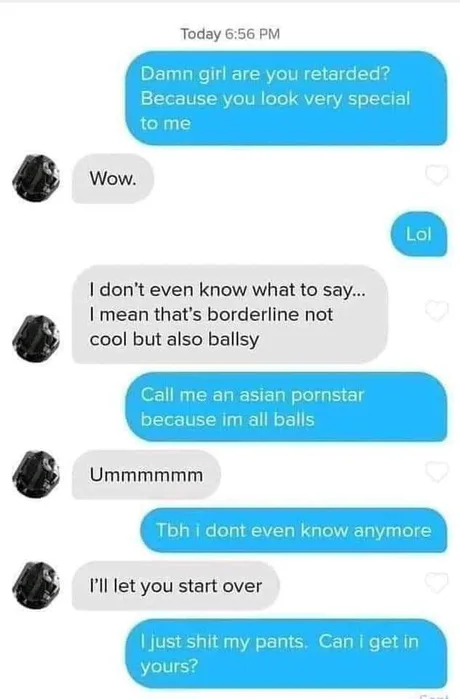 Today 6:56 PM
Damn girl are you retarded?
Because you look very special
to me
Wow.
Lol
I don't even know what to say...
I mean that's borderline not
cool but also ballsy
Call me an asian pornstar
because im all balls
Ummmmmm
Tbh i dont even know anymore
I'll let you start over
I just shit my pants. Can i get in
yours?